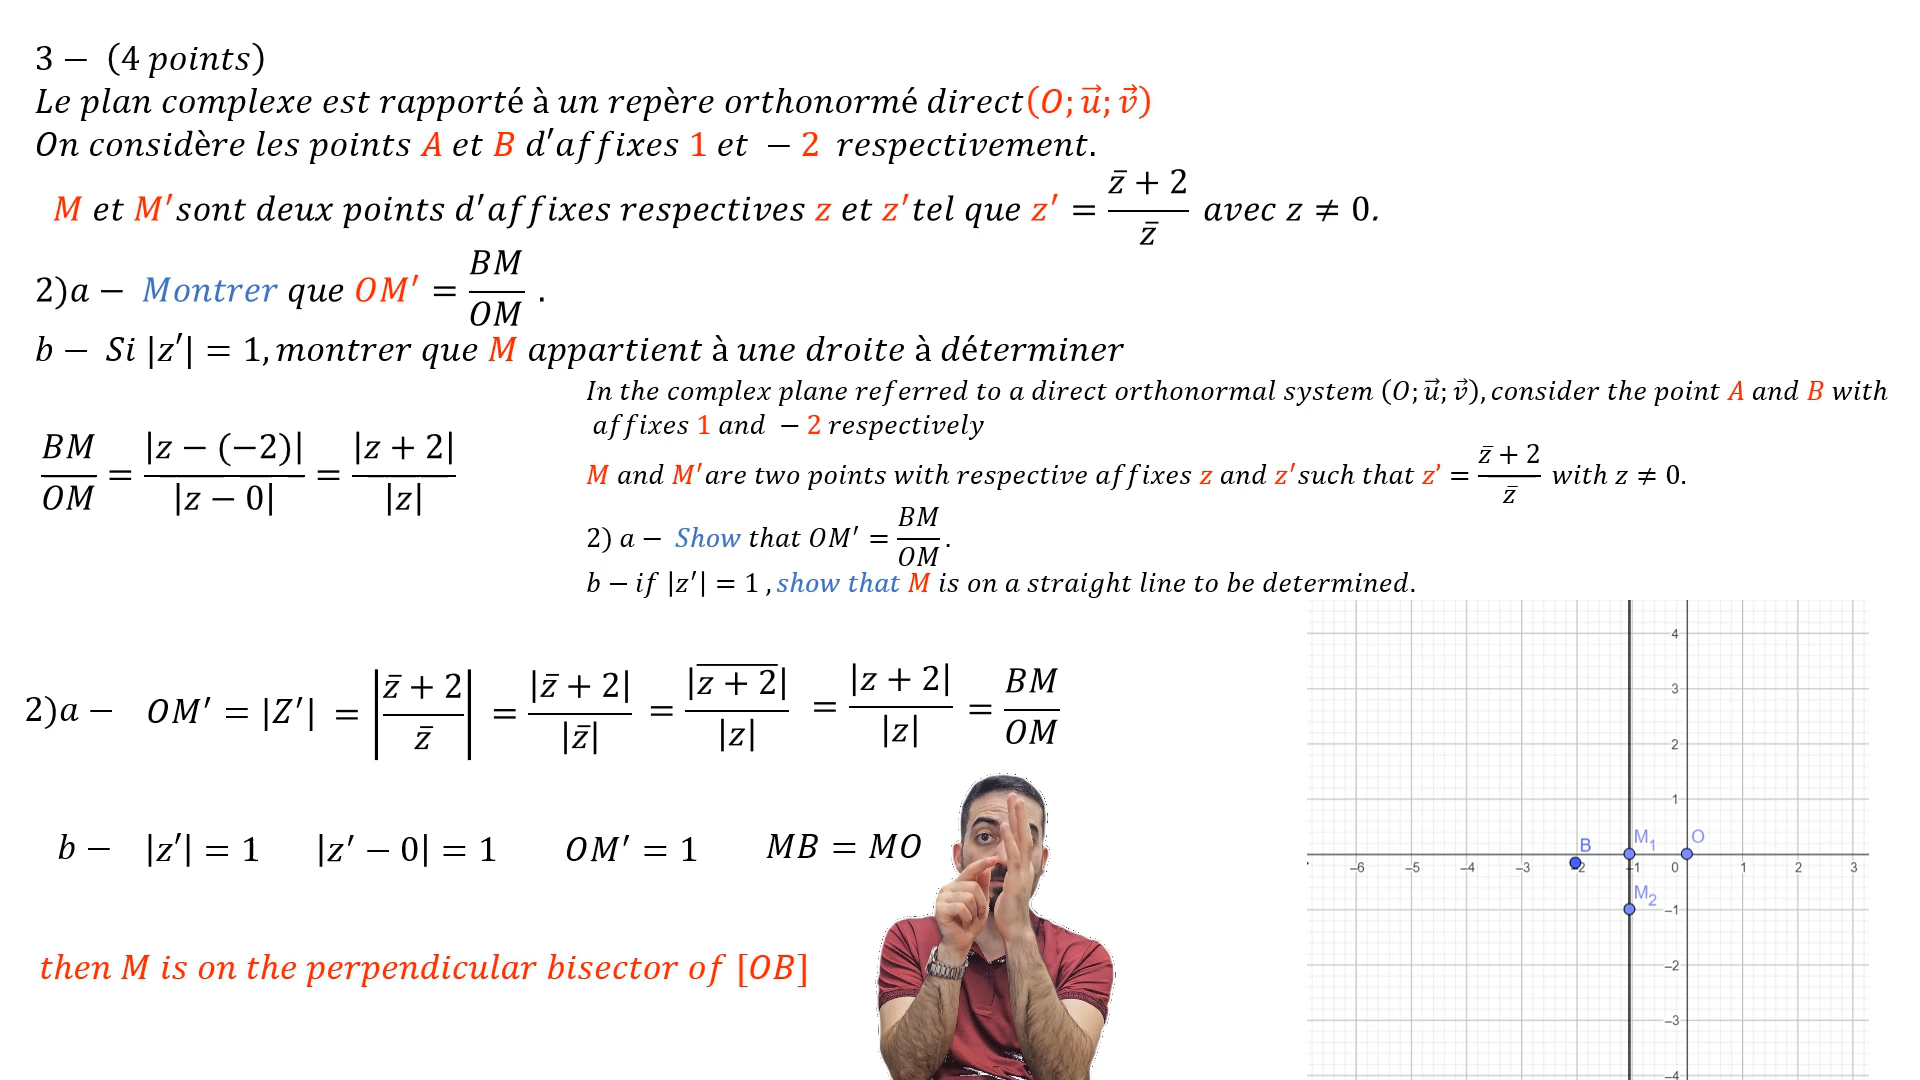 3 − (4 points)
Le plan complexe est rapporté à un repère orthonormé direct(O; u⃗; v⃗)
On considère les points A et B d'affixes 1 et − 2 respectivement.
M et M'sont deux points d'affixes respectives z et z'tel que z' = (z̄ + 2)/z̄ avec z ≠ 0.
2)a − Montrer que OM' = BM/OM .
b − Si |z'| = 1, montrer que M appartient à une droite à déterminer
In the complex plane referred to a direct orthonormal system (O; u⃗; v⃗), consider the point A and B with
affixes 1 and − 2 respectively
M and M'are two points with respective affixes z and z'such that z' = (z̄ + 2)/z̄ with z ≠ 0.
2) a − Show that OM' = BM/OM.
b − if |z'| = 1 , show that M is on a straight line to be determined.
BM/OM = |z − (−2)|/|z − 0| = |z + 2|/|z|
2)a − OM' = |Z'| = |(z̄ + 2)/z̄| = |z̄ + 2|/|z̄| = |\overline{z + 2}|/|z| = |z + 2|/|z| = BM/OM
b − |z'| = 1 |z' − 0| = 1 OM' = 1 MB = MO
then M is on the perpendicular bisector of [OB]
4
3
2
1
B M₁ O
−6 −5 −4 −3 −2 −1 0 1 2 3
M₂
−1
−2
−3
−4